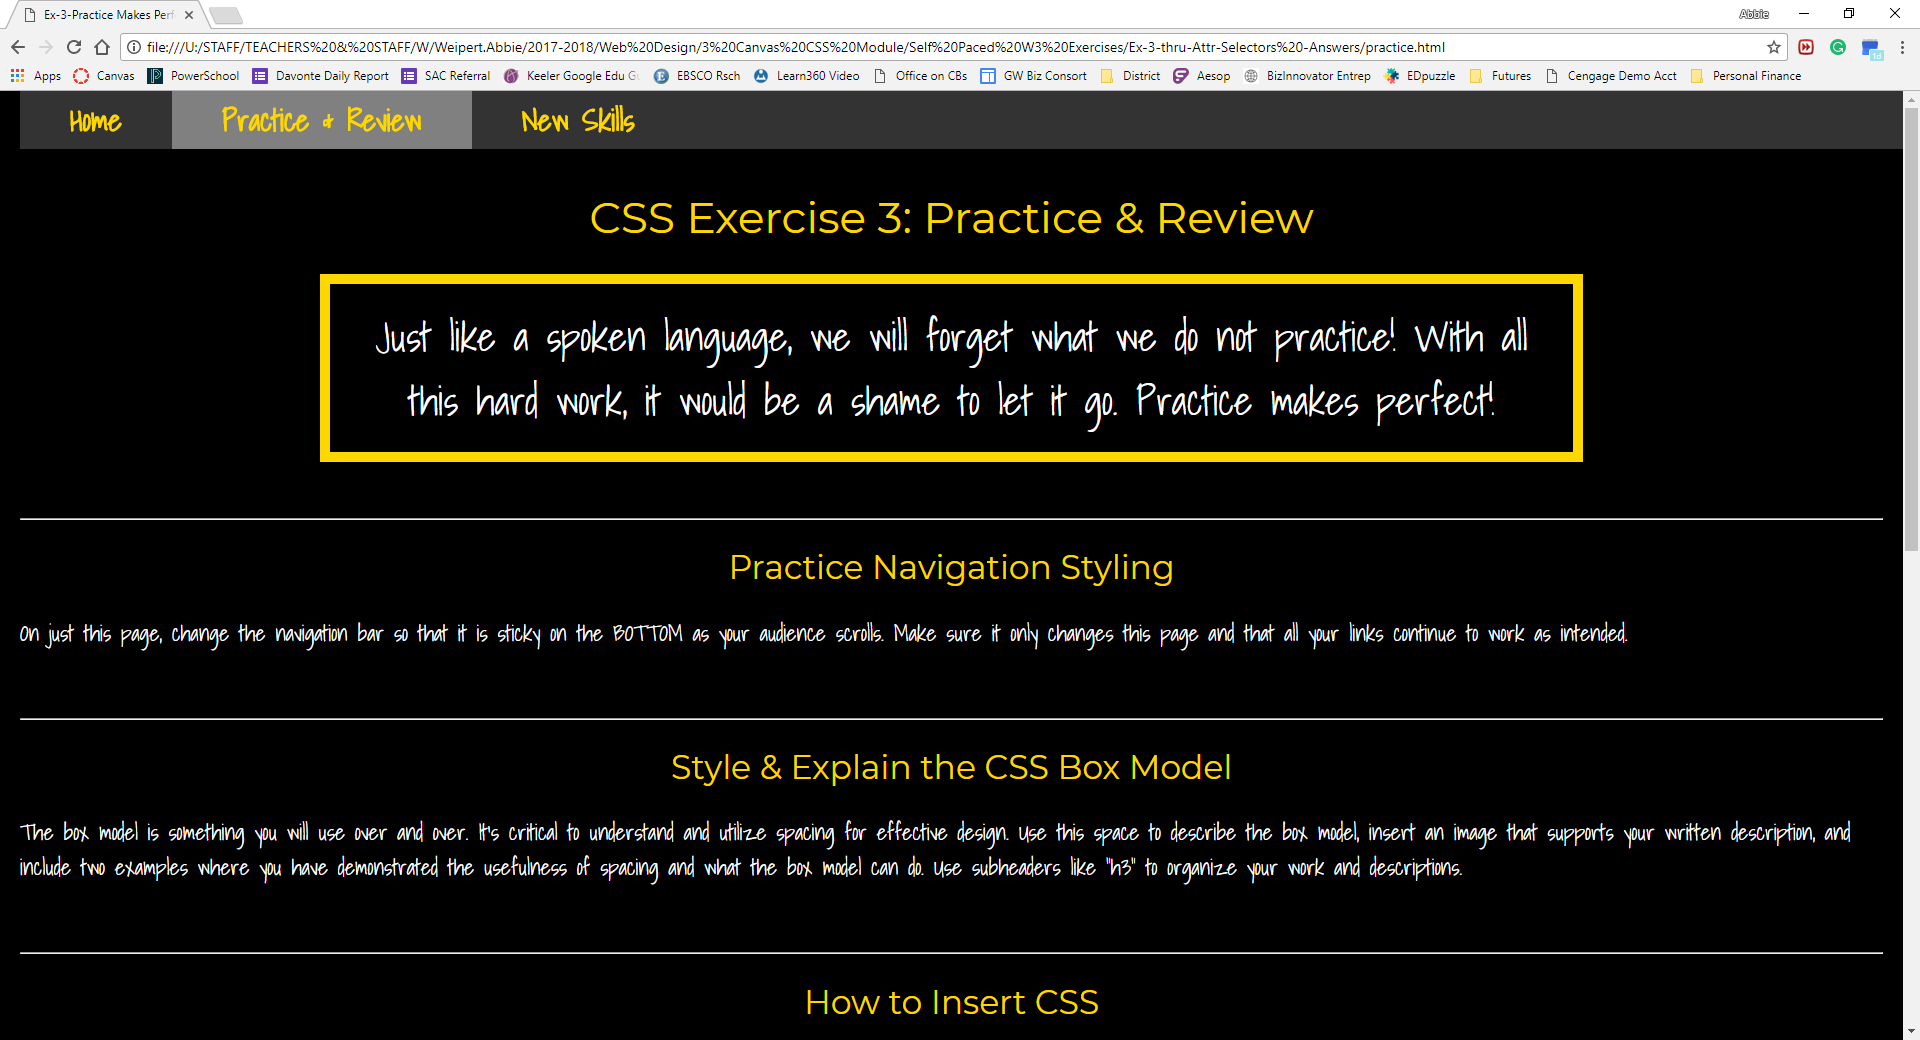 Ex-3-Practice Makes Perf
Abbie
file:///U:/STAFF/TEACHERS%20&%20STAFF/W/Weipert.Abbie/2017-2018/Web%20Design/3%20Canvas%20CSS%20Module/Self%20Paced%20W3%20Exercises/Ex-3-thru-Attr-Selectors%20-Answers/practice.html
Apps Canvas PowerSchool Davonte Daily Report SAC Referral Keeler Google Edu G EBSCO Rsch Learn360 Video Office on CBs GW Biz Consort District Aesop BizInnovator Entrep EDpuzzle Futures Cengage Demo Acct Personal Finance
Home Practice & Review New Skills
CSS Exercise 3: Practice & Review
Just like a spoken language, we will forget what we do not practice! With all
this hard work, it would be a shame to let it go. Practice makes perfect!
Practice Navigation Styling
On just this page, change the navigation bar so that it is sticky on the BOTTOM as your audience scrolls. Make sure it only changes this page and that all your links continue to work as intended.
Style & Explain the CSS Box Model
The box model is something you will use over and over. It's critical to understand and utilize spacing for effective design. Use this space to describe the box model, insert an image that supports your written description, and
include two examples where you have demonstrated the usefulness of spacing and what the box model can do. Use subheaders like "h3" to organize your work and descriptions.
How to Insert CSS